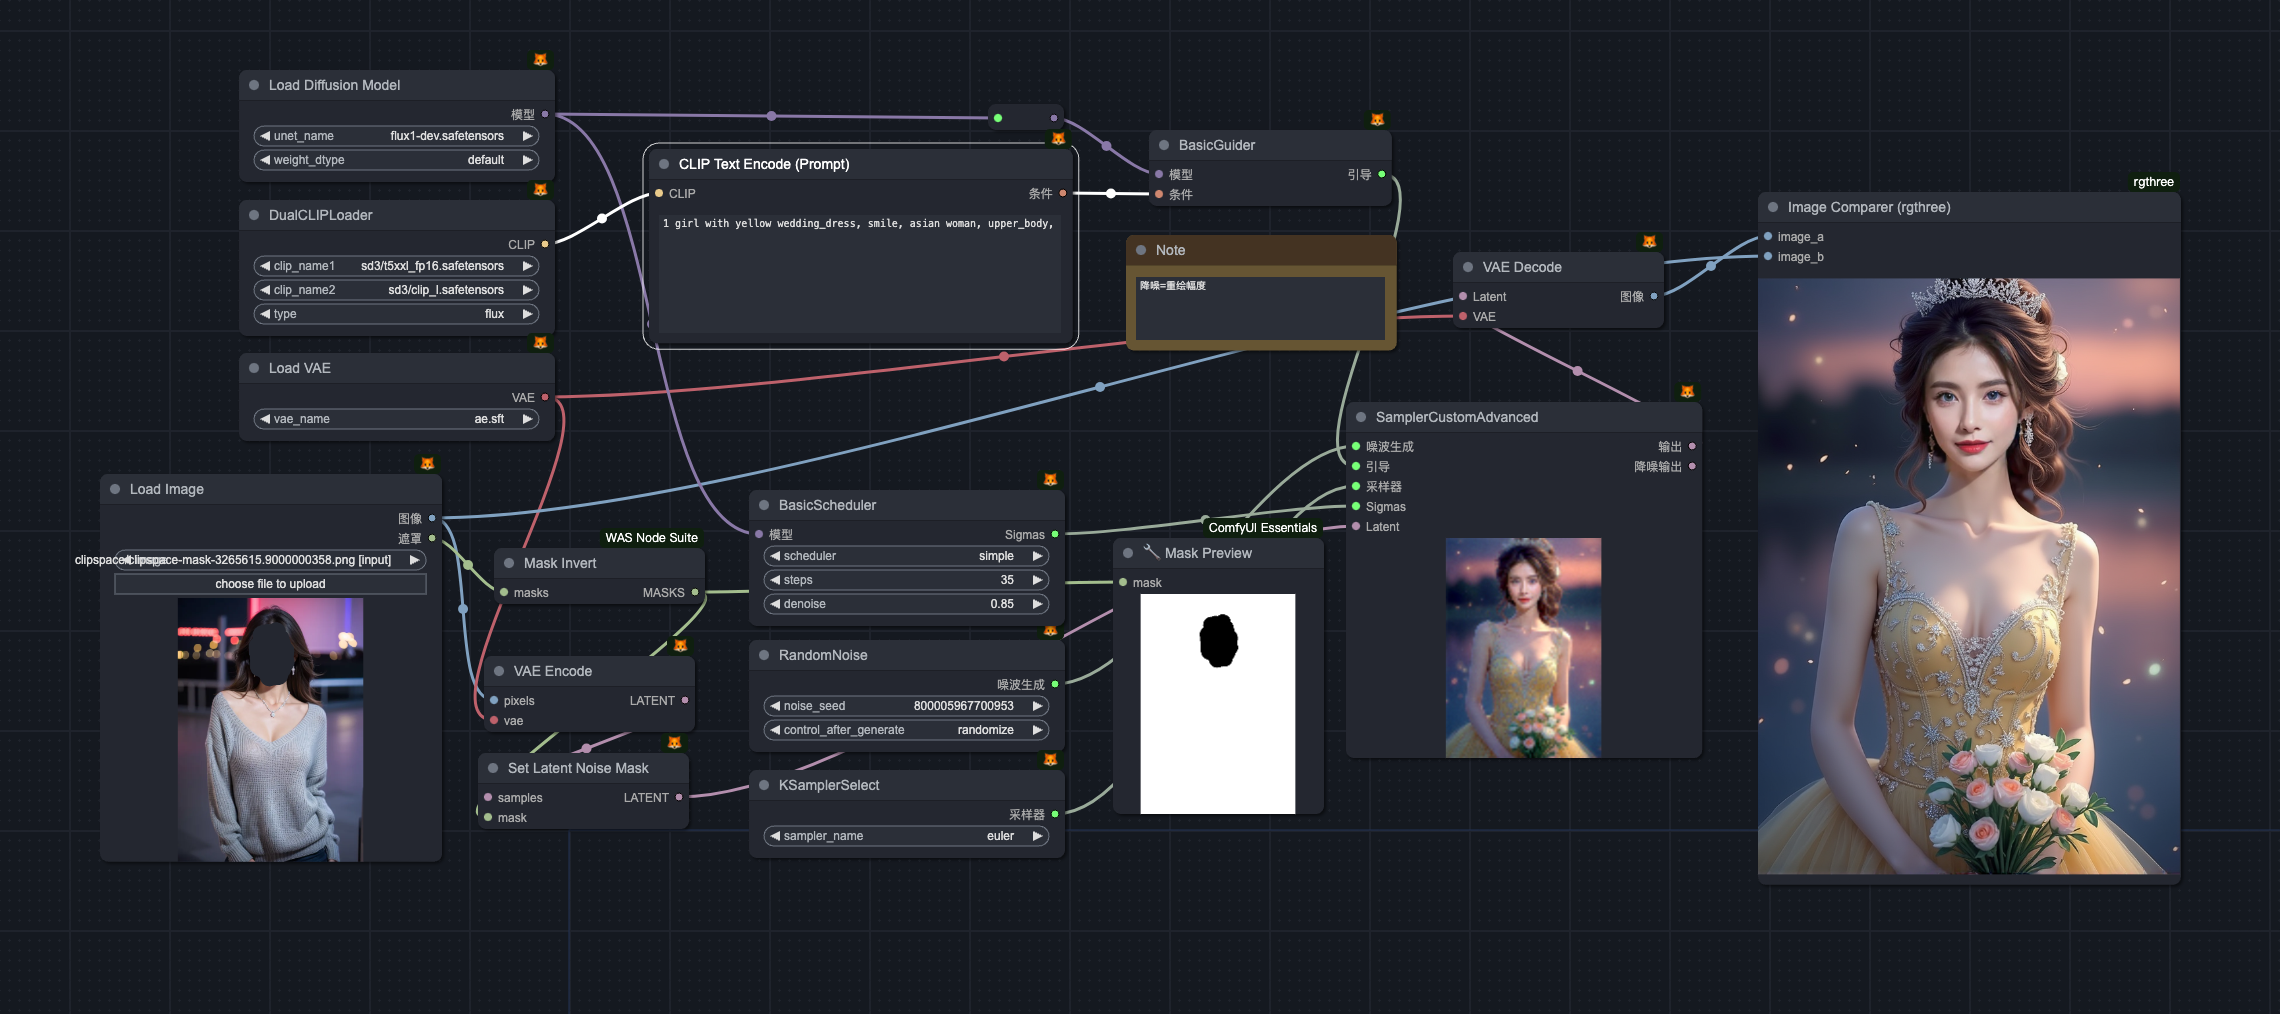 Load Diffusion Model
模型
unet_name flux1-dev.safetensors
weight_dtype default
DualCLIPLoader
CLIP
clip_name1 sd3/t5xxl_fp16.safetensors
clip_name2 sd3/clip_l.safetensors
type flux
Load VAE
VAE
vae_name ae.sft
Load Image
图像
遮罩
clipspace-mask-3265615.9000000358.png [input]
choose file to upload
CLIP Text Encode (Prompt)
CLIP 条件
1 girl with yellow wedding_dress, smile, asian woman, upper_body,
WAS Node Suite
Mask Invert
masks MASKS
VAE Encode
pixels LATENT
vae
Set Latent Noise Mask
samples LATENT
mask
BasicScheduler
模型 Sigmas
scheduler simple
steps 35
denoise 0.85
RandomNoise
噪波生成
noise_seed 800005967700953
control_after_generate randomize
KSamplerSelect
采样器
sampler_name euler
BasicGuider
模型 引导
条件
Note
降噪=重绘幅度
ComfyUI Essentials
🔧 Mask Preview
mask
VAE Decode
Latent 图像
VAE
SamplerCustomAdvanced
噪波生成 输出
引导 降噪输出
采样器
Sigmas
Latent
rgthree
Image Comparer (rgthree)
image_a
image_b